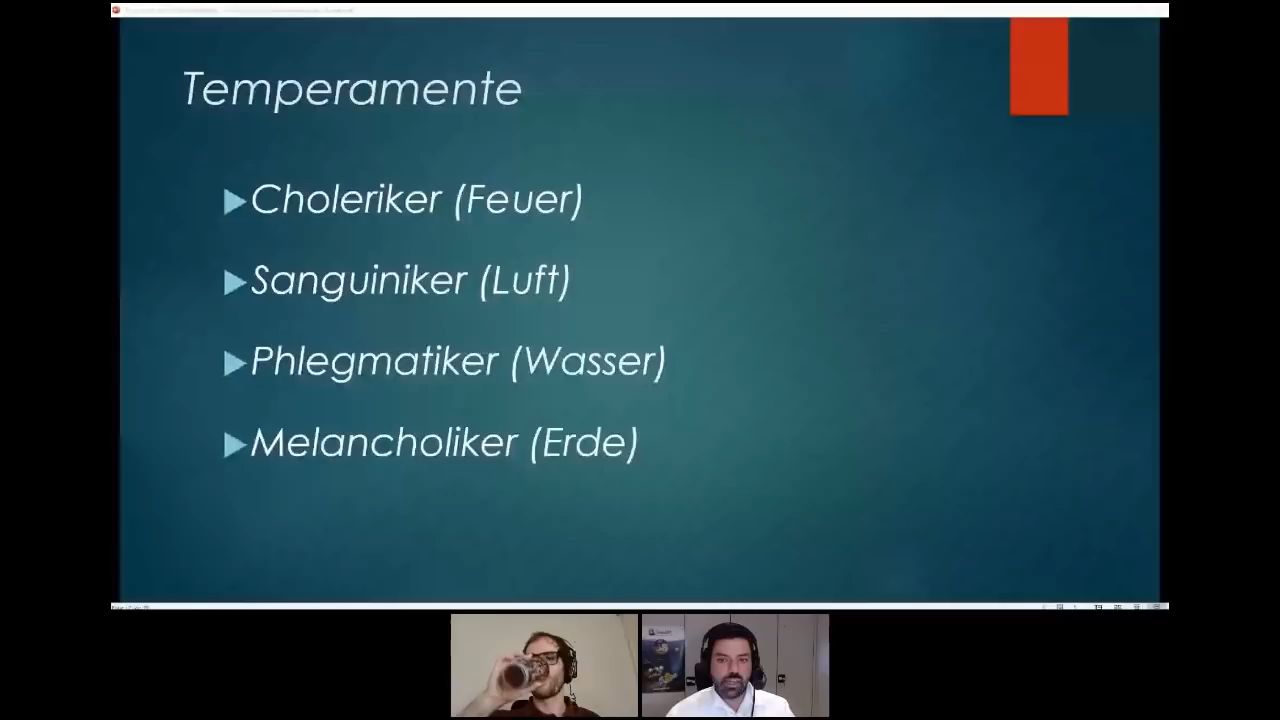 Temperamente
Choleriker (Feuer)
Sanguiniker (Luft)
Phlegmatiker (Wasser)
Melancholiker (Erde)